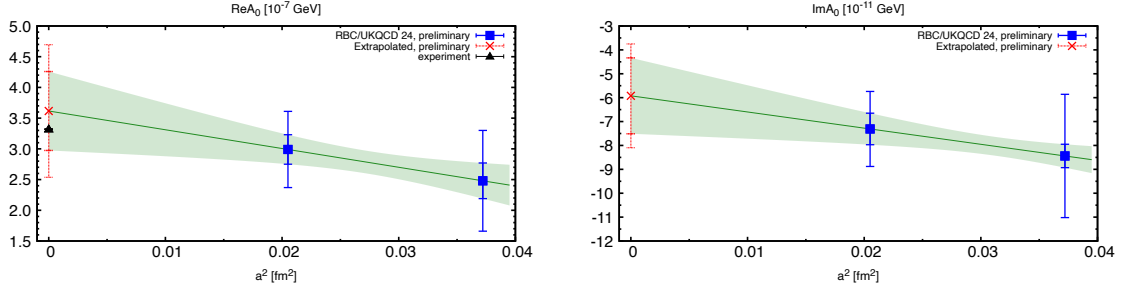 ReA₀ [10⁻⁷ GeV]
RBC/UKQCD 24, preliminary
Extrapolated, preliminary
experiment
5.0
4.5
4.0
3.5
3.0
2.5
2.0
1.5
0 0.01 0.02 0.03 0.04
a² [fm²]
ImA₀ [10⁻¹¹ GeV]
RBC/UKQCD 24, preliminary
Extrapolated, preliminary
-3
-4
-5
-6
-7
-8
-9
-10
-11
-12
0 0.01 0.02 0.03 0.04
a² [fm²]